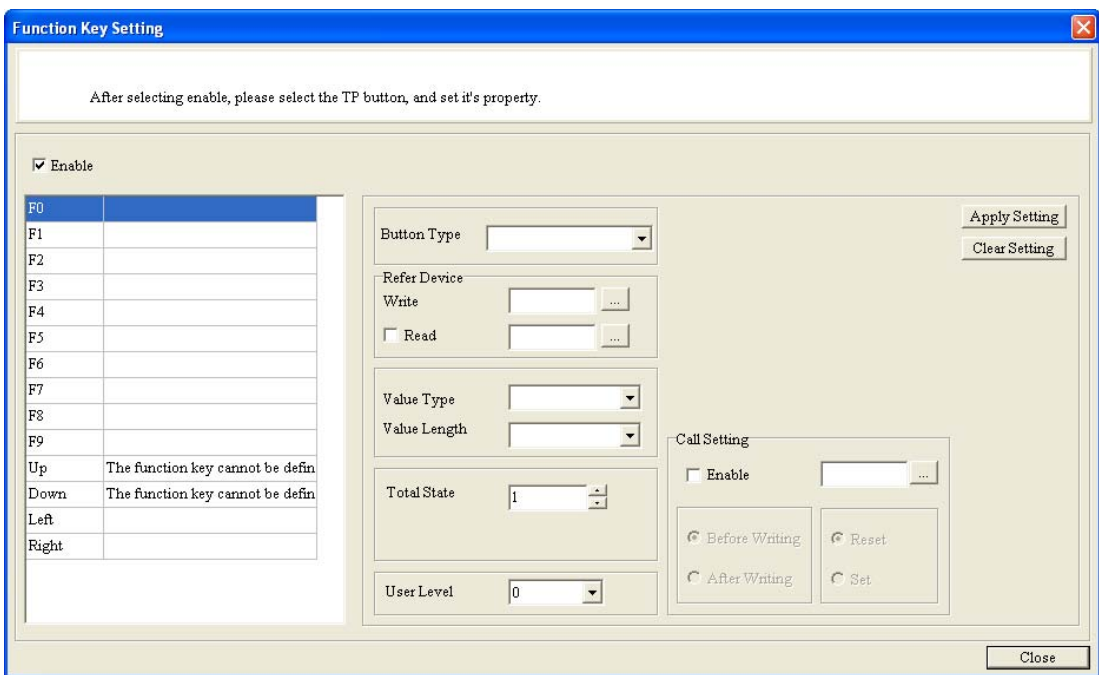 Function Key Setting
After selecting enable, please select the TP button, and set it's property.
Enable
F0
F1
F2
F3
F4
F5
F6
F7
F8
F9
Up The function key cannot be defin
Down The function key cannot be defin
Left
Right
Button Type
Refer Device
Write ...
Read ...
Value Type
Value Length
Total State 1
User Level 0
Call Setting
Enable ...
Before Writing
After Writing
Reset
Set
Apply Setting
Clear Setting
Close